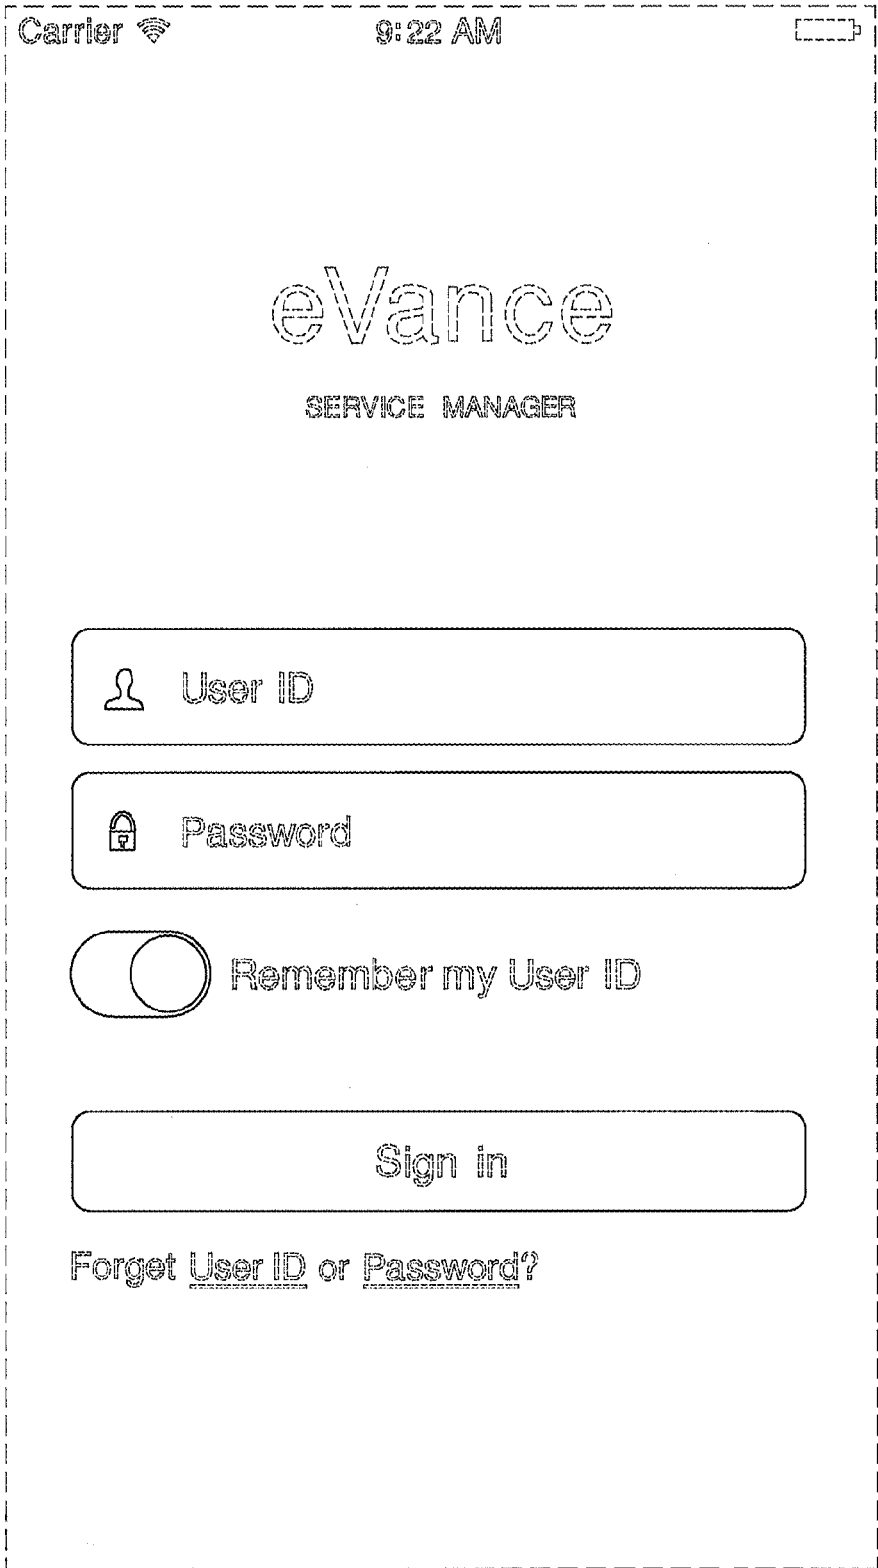 Carrier 9:22 AM
eVance
SERVICE MANAGER
User ID
Password
Remember my User ID
Sign in
Forget User ID or Password?